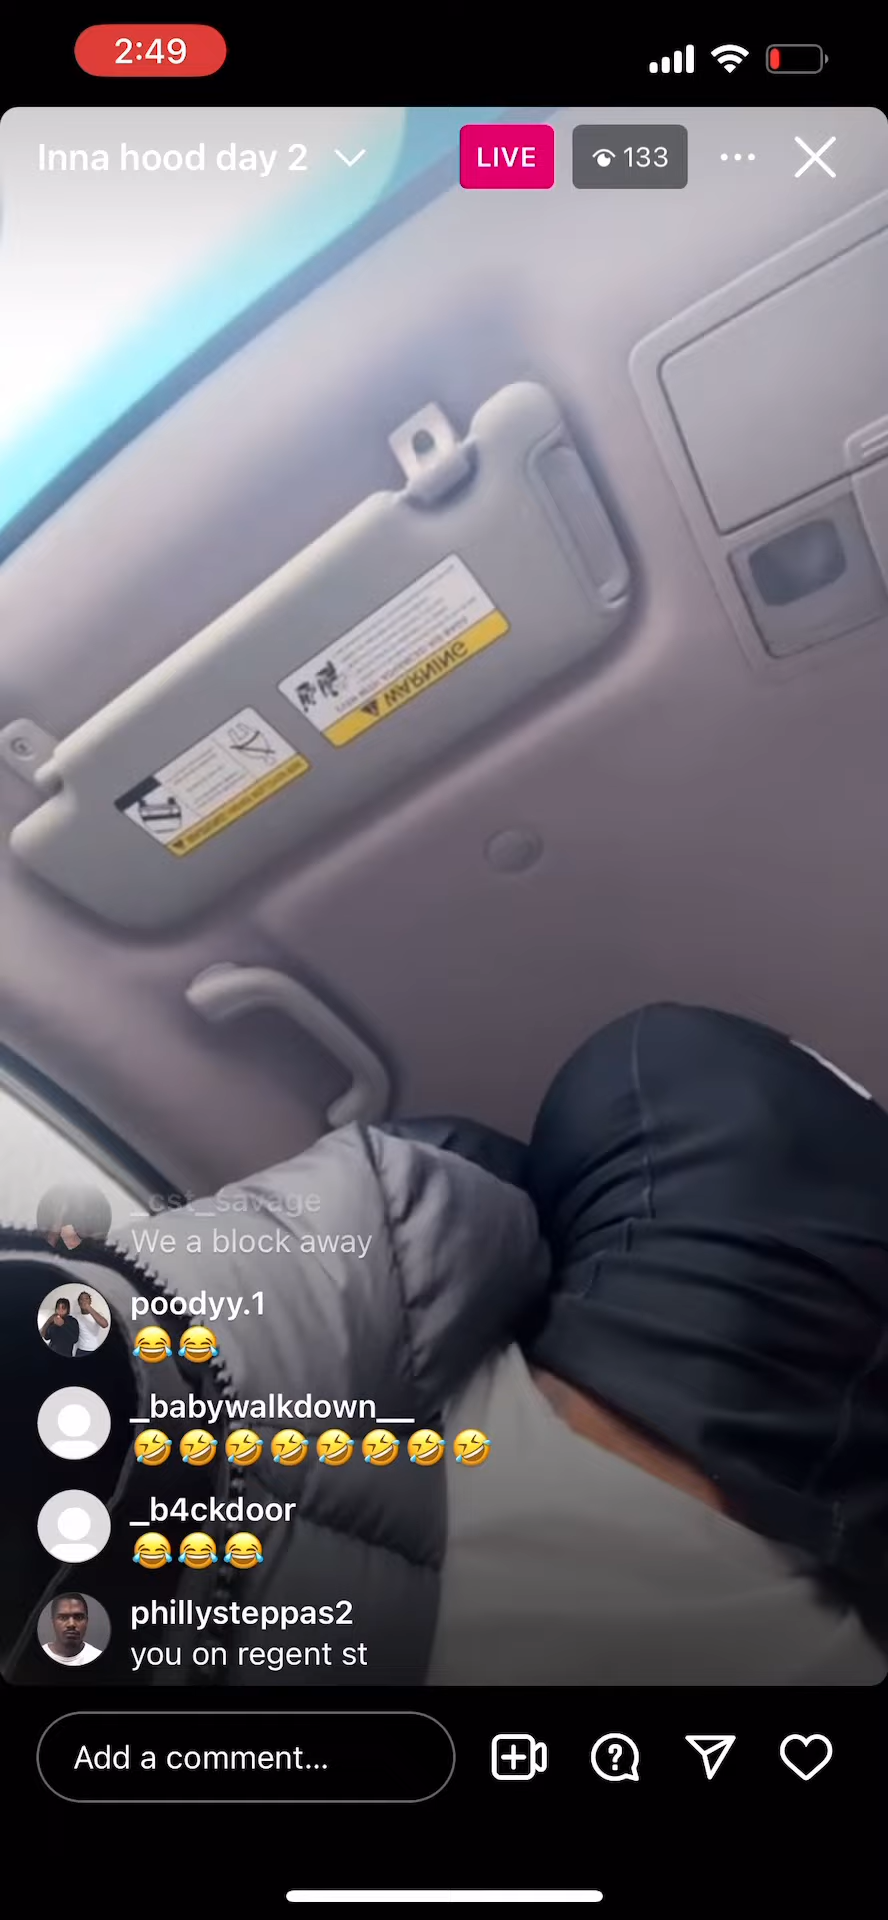 2:49
Inna hood day 2
LIVE
133
WARNING
_cst_savage
We a block away
poodyy.1
😂😂
_babywalkdown__
🤣🤣🤣🤣🤣🤣🤣🤣
_b4ckdoor
😂😂😂
phillysteppas2
you on regent st
Add a comment...